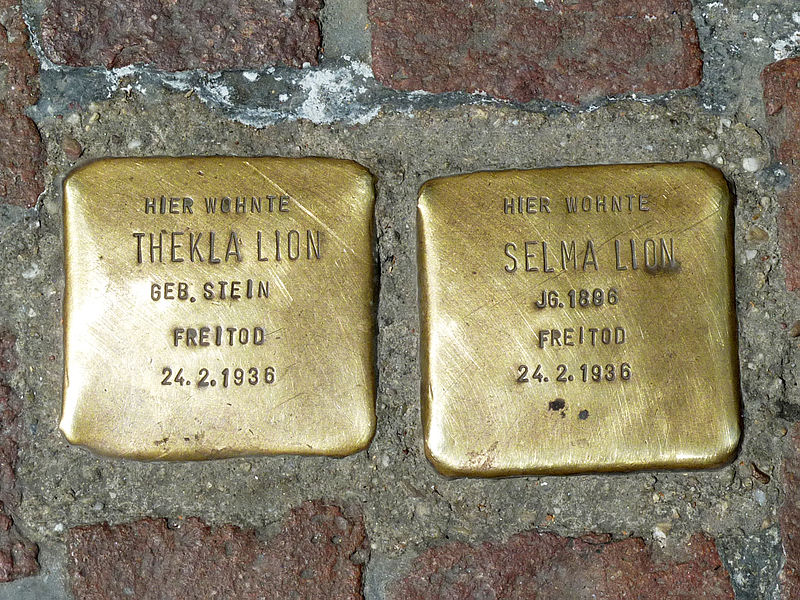 HIER WOHNTE
THEKLA LION
GEB. STEIN
FREITOD
24.2.1936
HIER WOHNTE
SELMA LION
JG. 1896
FREITOD
24.2.1936